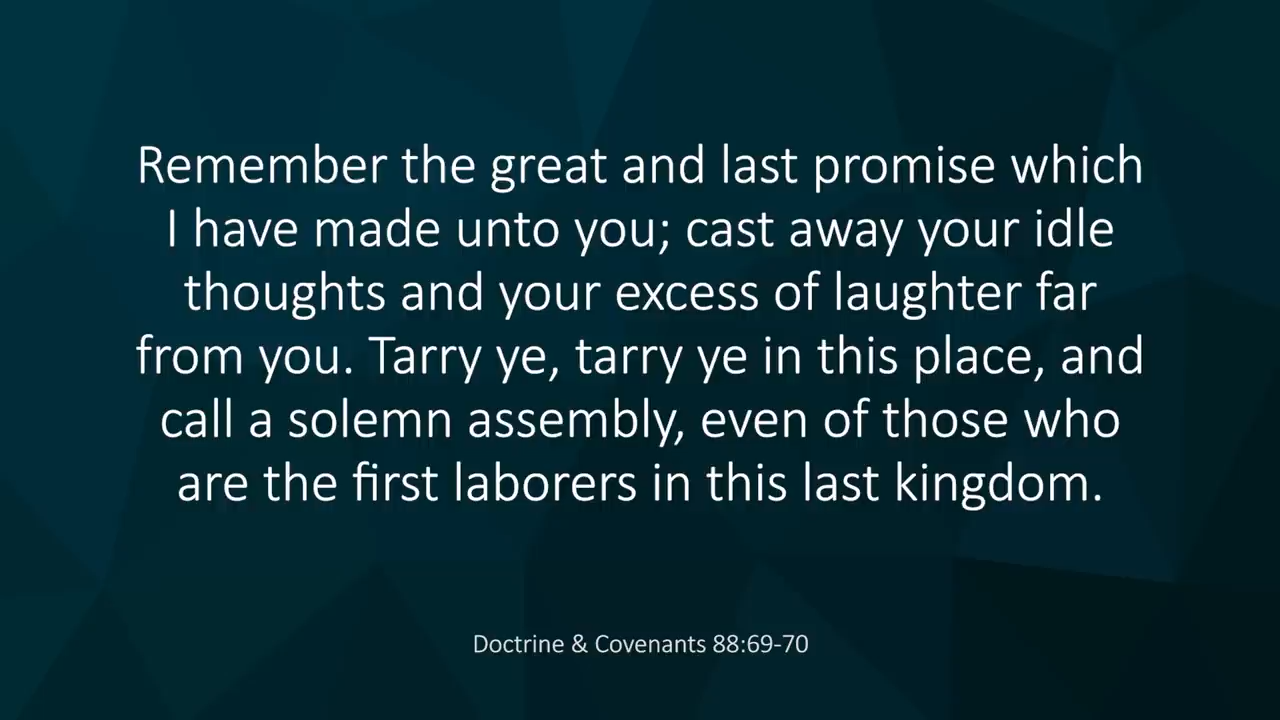 Remember the great and last promise which
I have made unto you; cast away your idle
thoughts and your excess of laughter far
from you. Tarry ye, tarry ye in this place, and
call a solemn assembly, even of those who
are the first laborers in this last kingdom.
Doctrine & Covenants 88:69-70